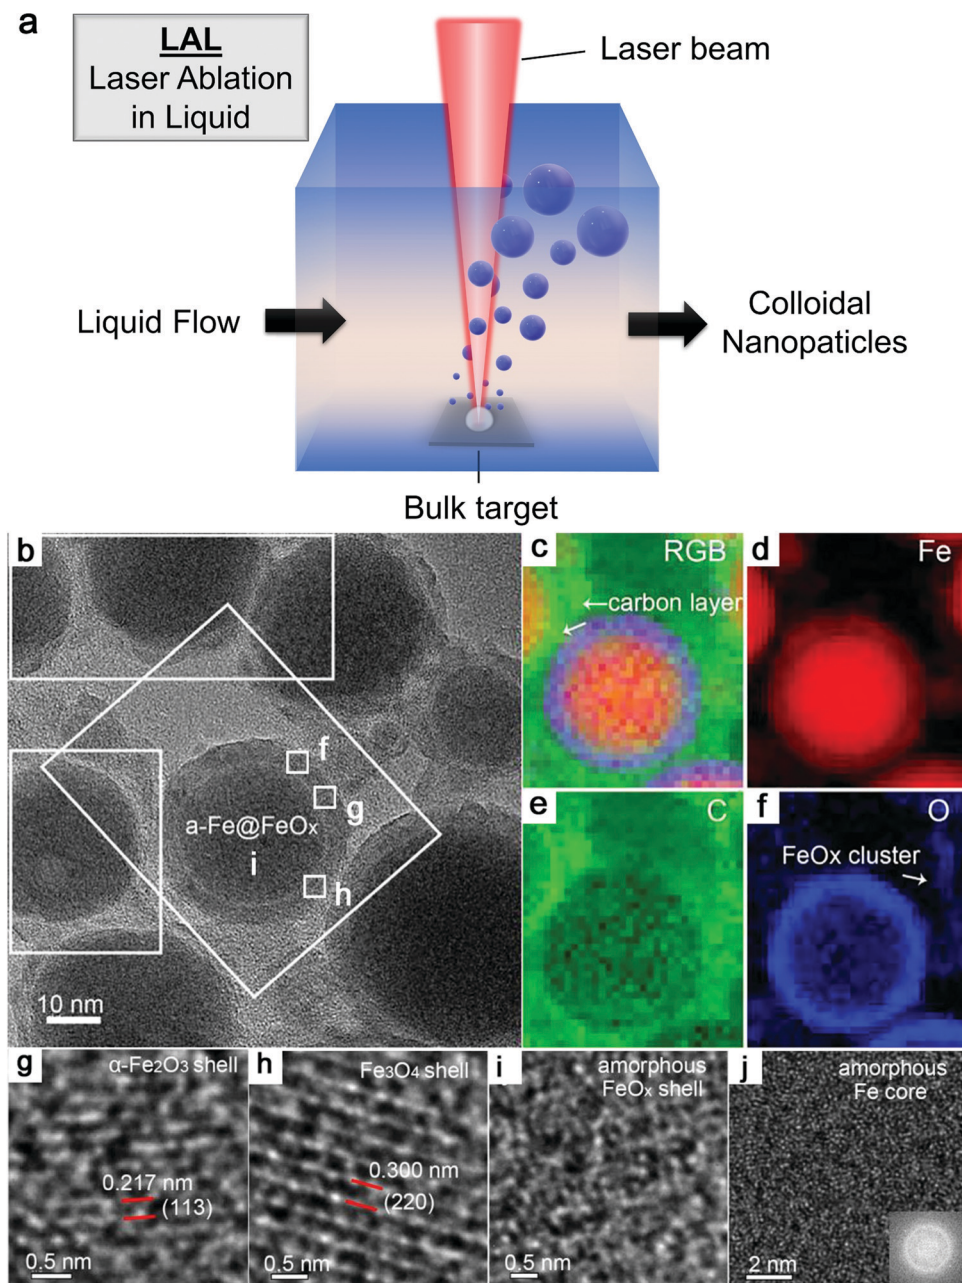 a
LAL
Laser Ablation
in Liquid
Laser beam
Liquid Flow
Colloidal
Nanopaticles
Bulk target
b
f
g
a-Fe@FeOx
i
h
10 nm
c
RGB
carbon layer
d
Fe
e
C
f
O
FeOx cluster
g
α-Fe2O3 shell
0.217 nm
(113)
0.5 nm
h
Fe3O4 shell
0.300 nm
(220)
0.5 nm
i
amorphous
FeOx shell
0.5 nm
j
amorphous
Fe core
2 nm